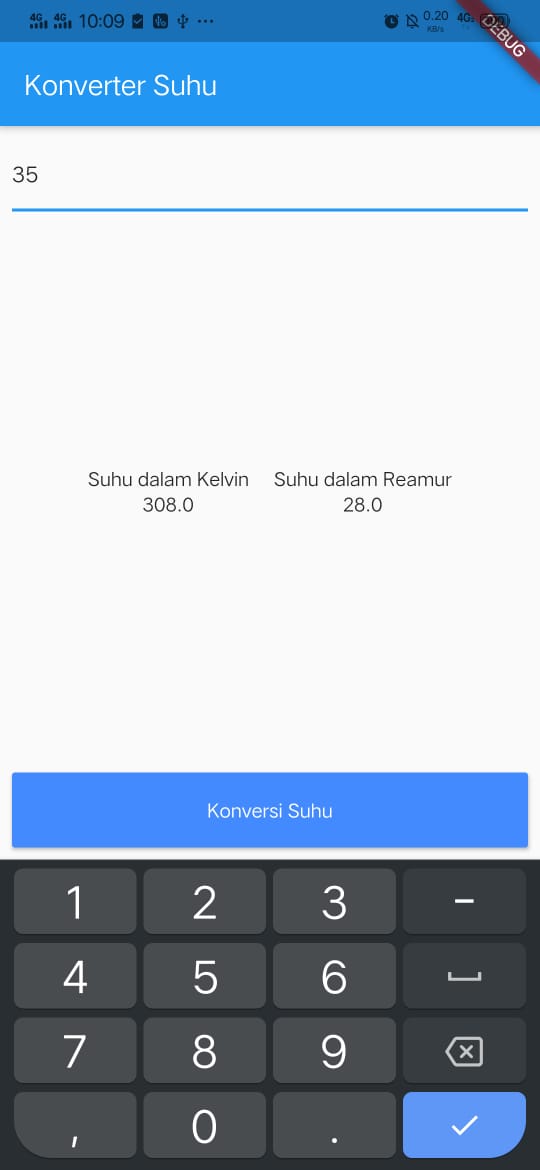 4G 4G 10:09 0.20 KB/s 4G
DEBUG
Konverter Suhu
35
Suhu dalam Kelvin Suhu dalam Reamur
308.0 28.0
Konversi Suhu
1 2 3 -
4 5 6
7 8 9
, 0 .